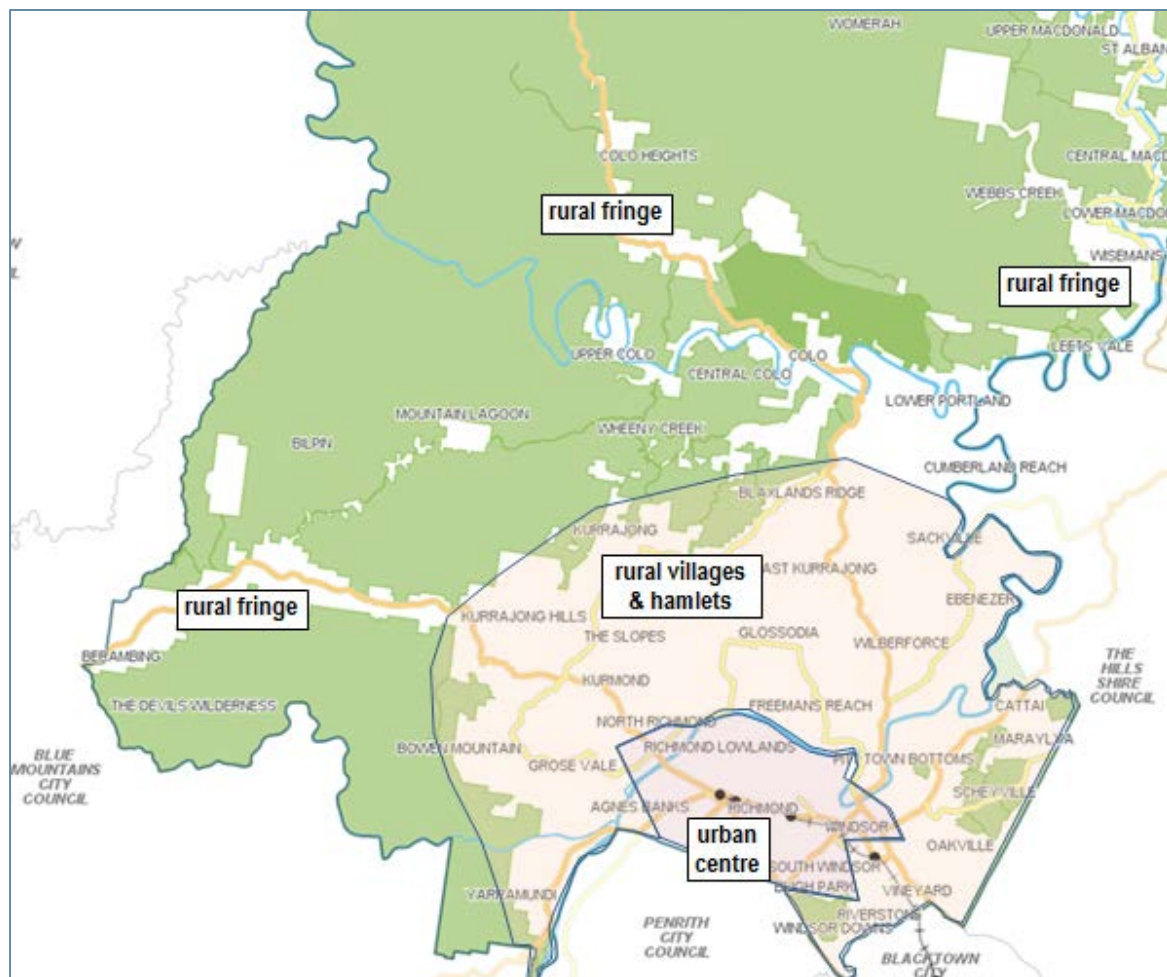 WOMERAH
UPPER MACDONALD
ST ALBAN
COLO HEIGHTS
CENTRAL MACD
WEBBS CREEK
rural fringe
LOWER MACDO
WISEMANS
rural fringe
LEETS VALE
UPPER COLO
COLO
CENTRAL COLO
LOWER PORTLAND
MOUNTAIN LAGOON
WHEENY CREEK
BILPIN
CUMBERLAND REACH
BLAXLANDS RIDGE
KURRAJONG
SACKVILLE
rural villages
& hamlets
AST KURRAJONG
rural fringe
EBENEZER
KURRAJONG HILLS
THE SLOPES
GLOSSODIA
WILBERFORCE
BERAMBING
THE
HILLS
SHIRE
COUNCIL
KURMOND
THE DEVILS WILDERNESS
FREEMANS REACH
CATTAI
NORTH RICHMOND
BOWEN MOUNTAIN
RICHMOND LOWLANDS
MARAYLYA
BLUE
MOUNTAINS
CITY
COUNCIL
GROSE VALE
PITT TOWN BOTTOMS
SCHEYVILLE
AGNES BANKS
RICHMOND
WINDSOR
urban
centre
OAKVILLE
SOUTH WINDSOR
BLIGH PARK
YARRAMUNDI
VINEYARD
RIVERSTONE
PENRITH
CITY
COUNCIL
WINDSOR DOWNS
BLACKTOWN
CITY